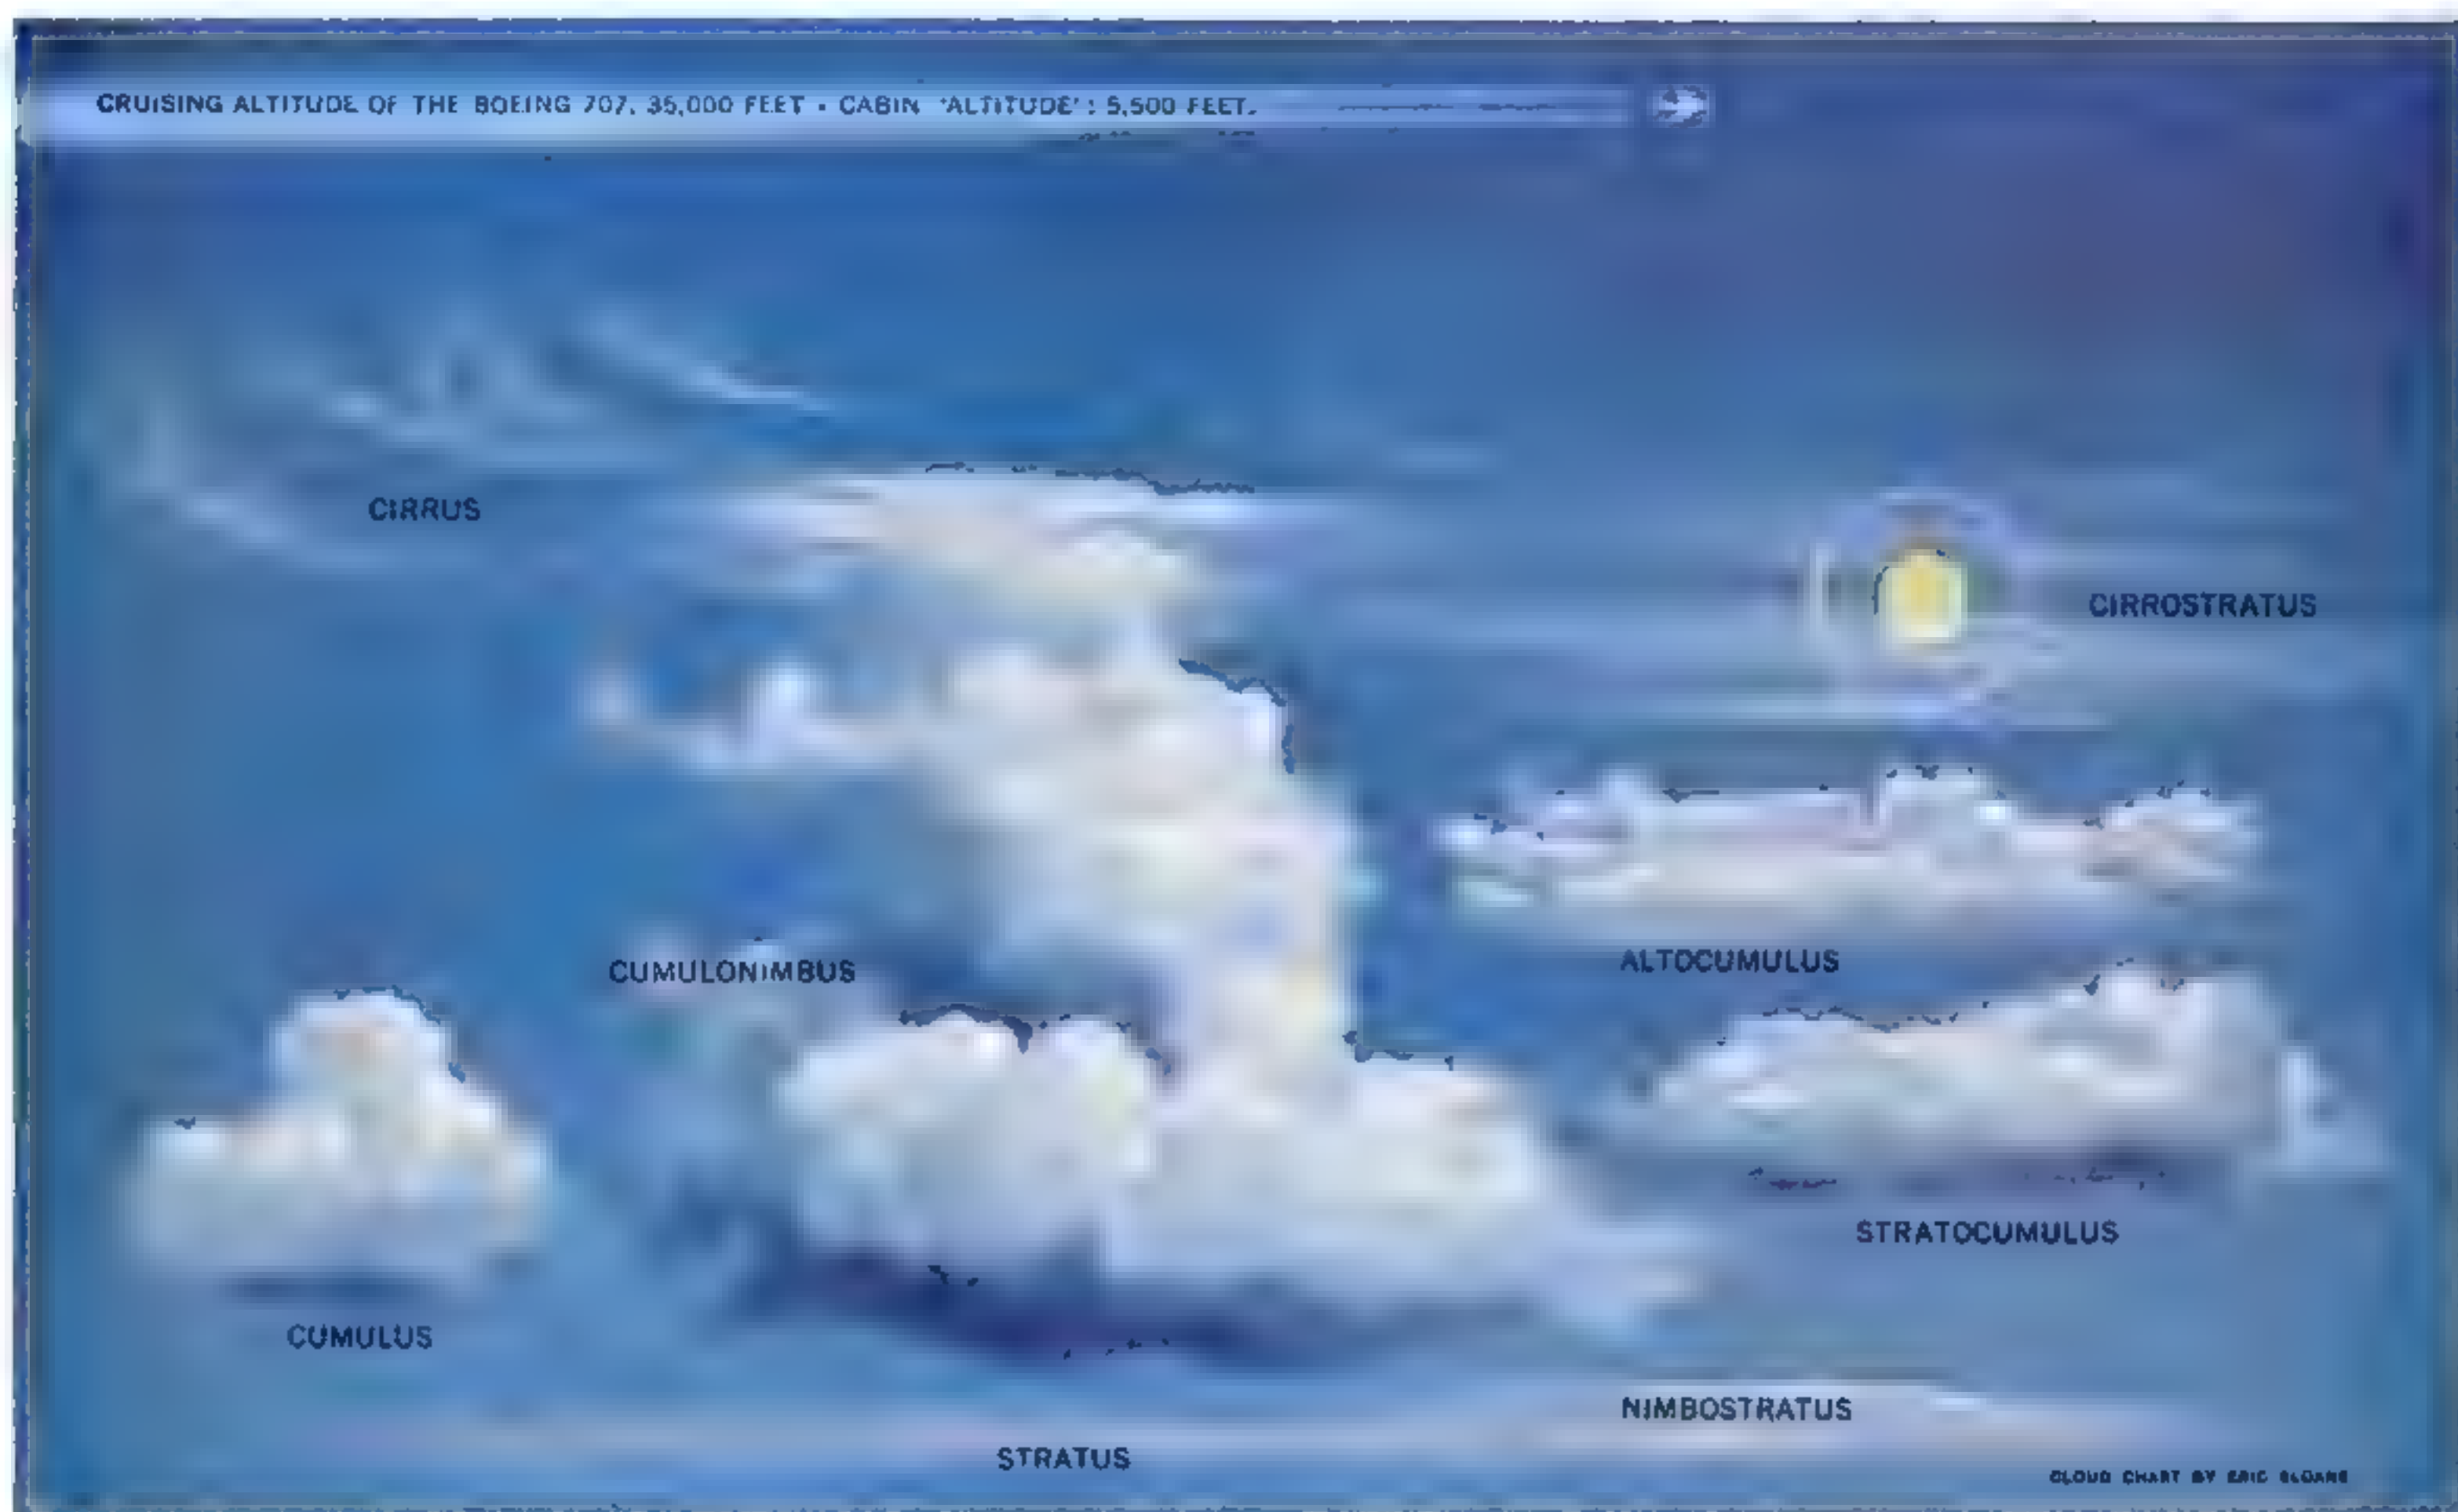 CRUISING ALTITUDE OF THE BOEING 707, 35,000 FEET • CABIN 'ALTITUDE': 5,500 FEET.
CIRRUS
CIRROSTRATUS
ALTOCUMULUS
CUMULONIMBUS
STRATOCUMULUS
CUMULUS
NIMBOSTRATUS
STRATUS
CLOUD CHART BY ERIC SLOANE